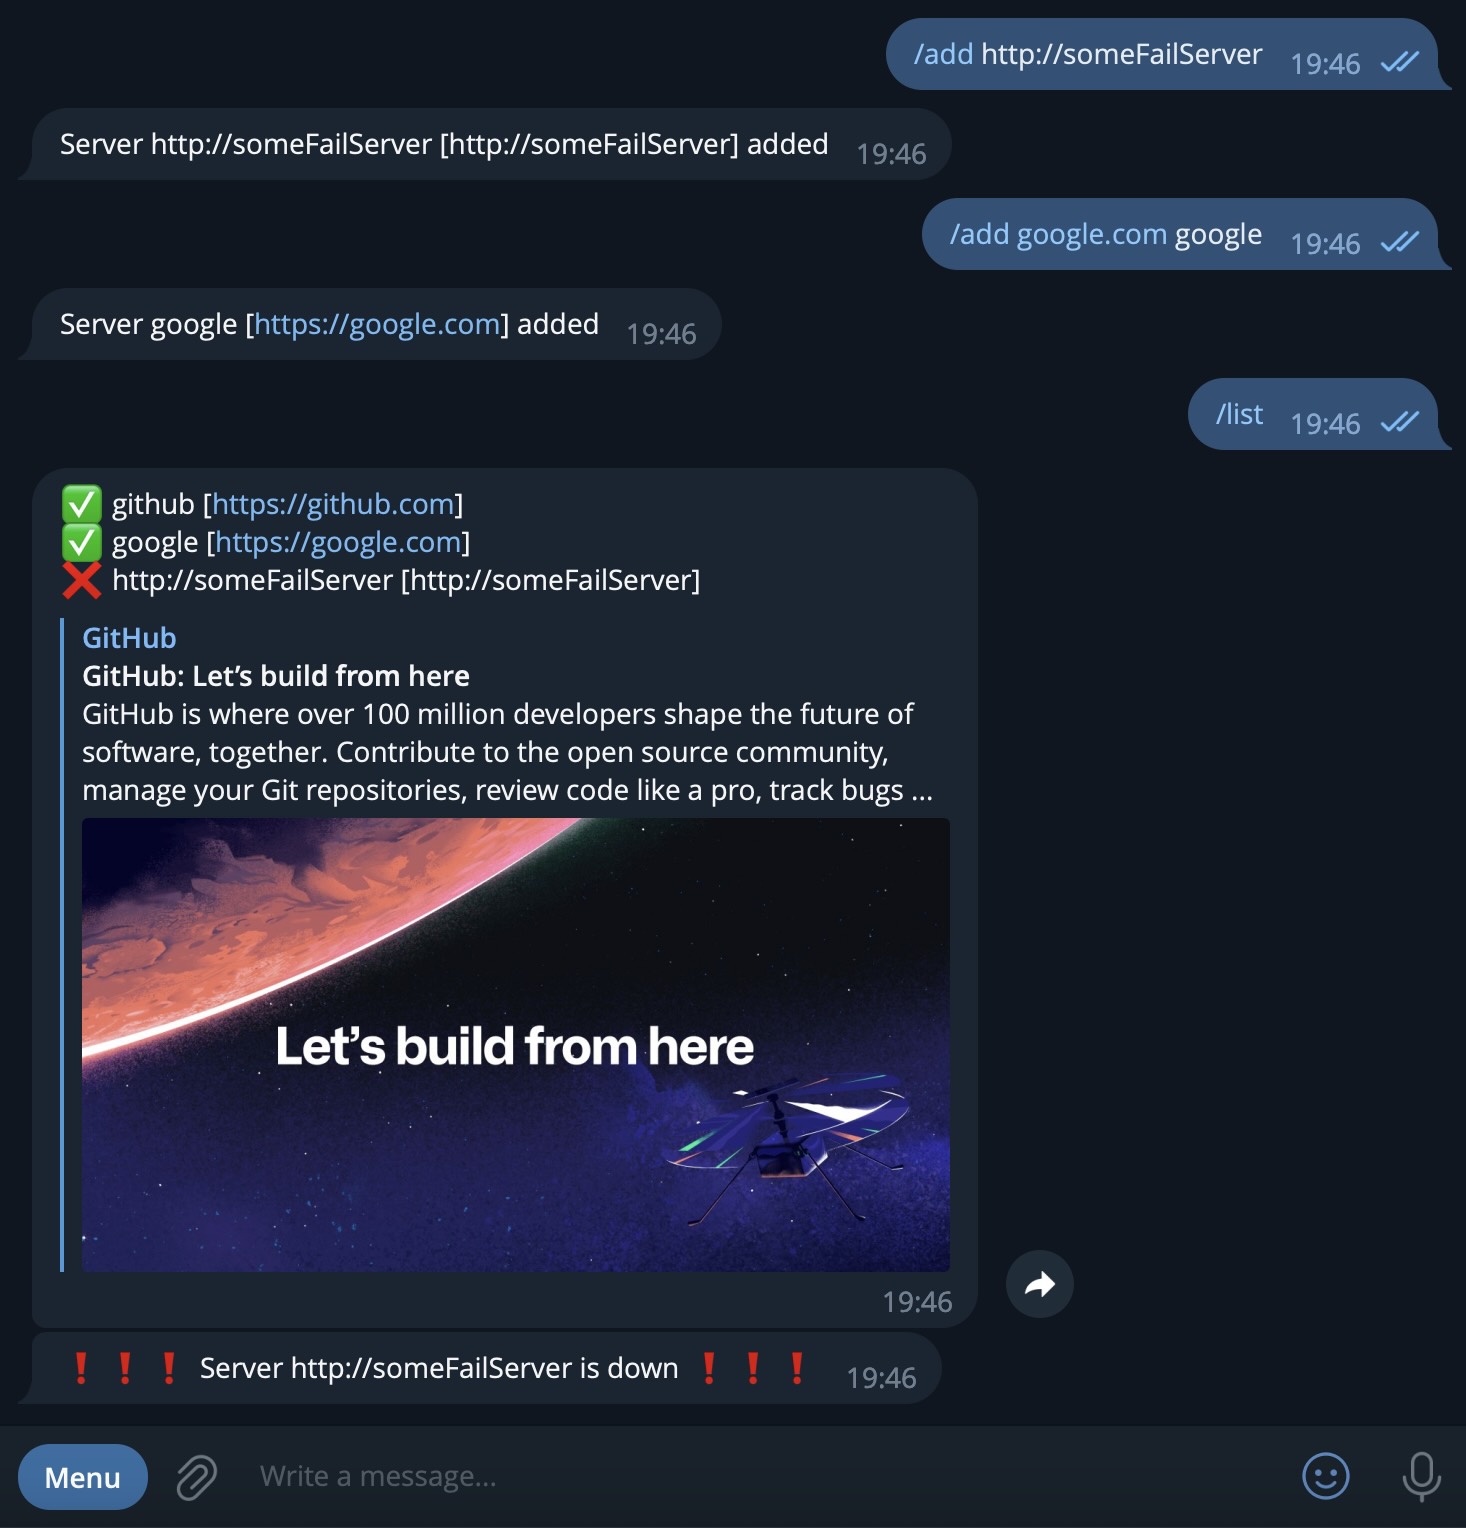 /add http://someFailServer 19:46
Server http://someFailServer [http://someFailServer] added 19:46
/add google.com google 19:46
Server google [https://google.com] added 19:46
/list 19:46
✅ github [https://github.com]
✅ google [https://google.com]
❌ http://someFailServer [http://someFailServer]
GitHub
GitHub: Let’s build from here
GitHub is where over 100 million developers shape the future of
software, together. Contribute to the open source community,
manage your Git repositories, review code like a pro, track bugs ...
Let’s build from here
19:46
❗❗❗ Server http://someFailServer is down ❗❗❗ 19:46
Menu
Write a message...